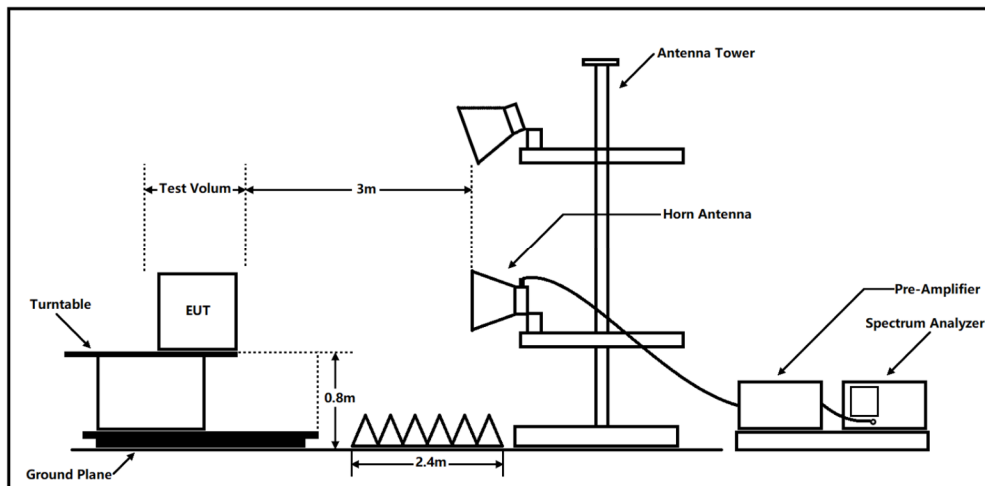 Antenna Tower
Test Volum
3m
Horn Antenna
EUT
Turntable
Pre-Amplifier
Spectrum Analyzer
0.8m
2.4m
Ground Plane